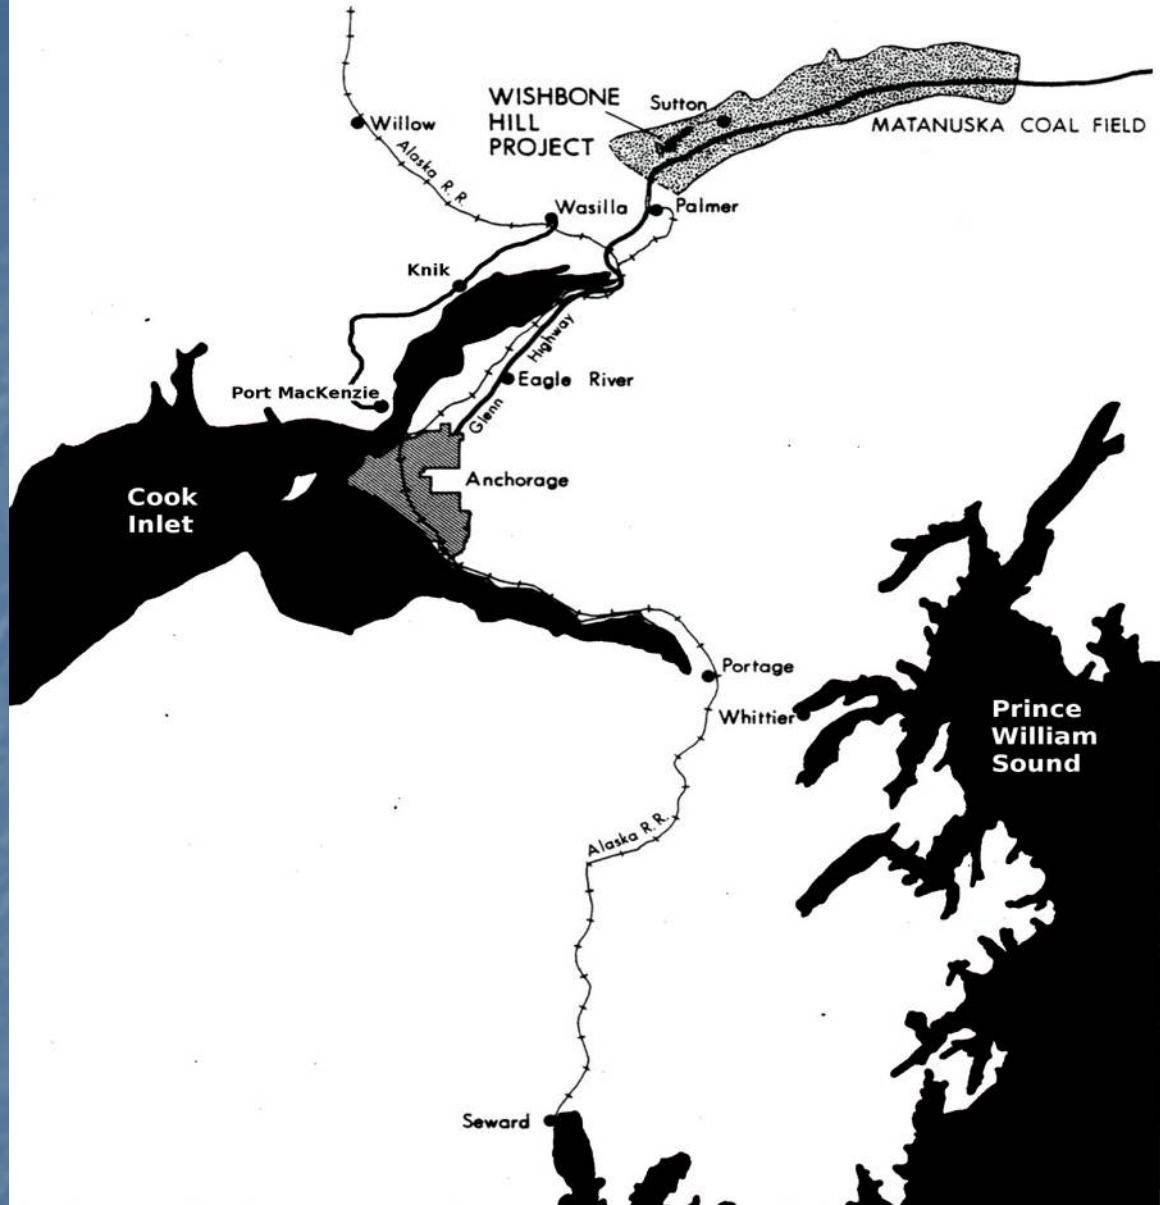 WISHBONE
HILL
PROJECT
Sutton
MATANUSKA COAL FIELD
Willow
Alaska R.R.
Wasilla
Palmer
Knik
Glenn Highway
Port MacKenzie
Eagle River
Anchorage
Cook
Inlet
Portage
Whittier
Prince
William
Sound
Alaska R.R.
Seward